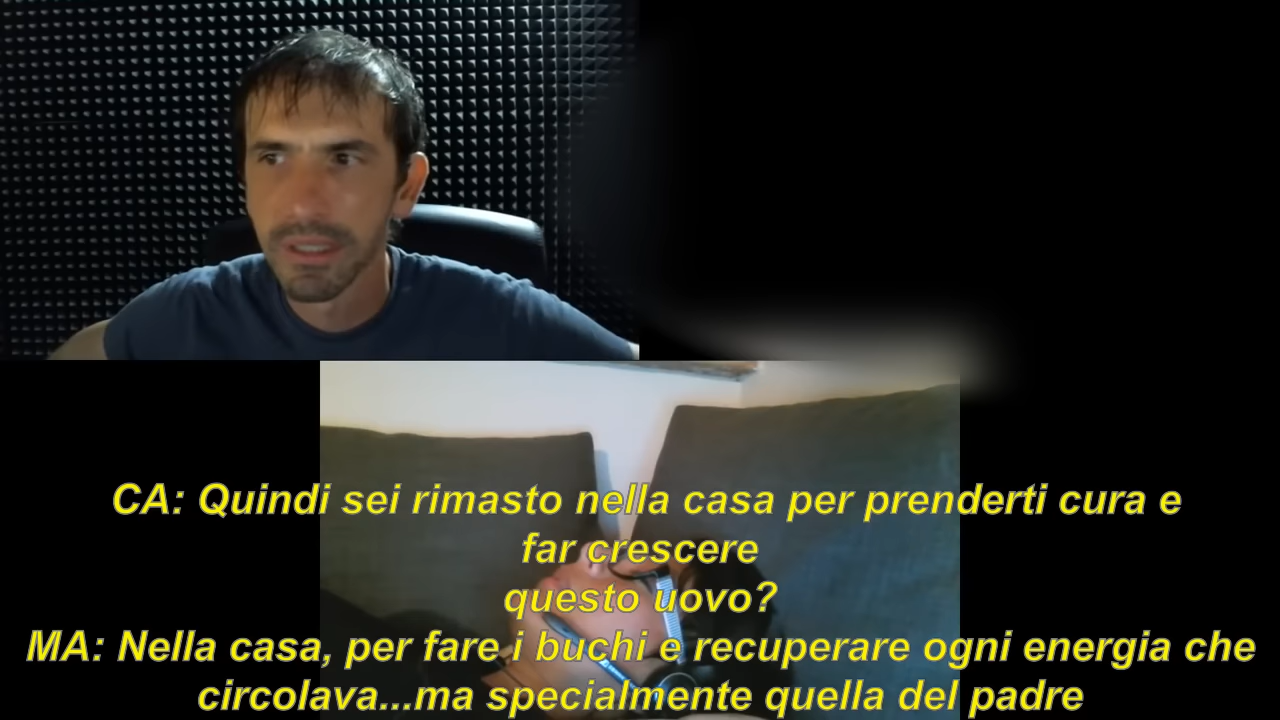 CA: Quindi sei rimasto nella casa per prenderti cura e
far crescere
questo uovo?
MA: Nella casa, per fare i buchi e recuperare ogni energia che
circolava...ma specialmente quella del padre